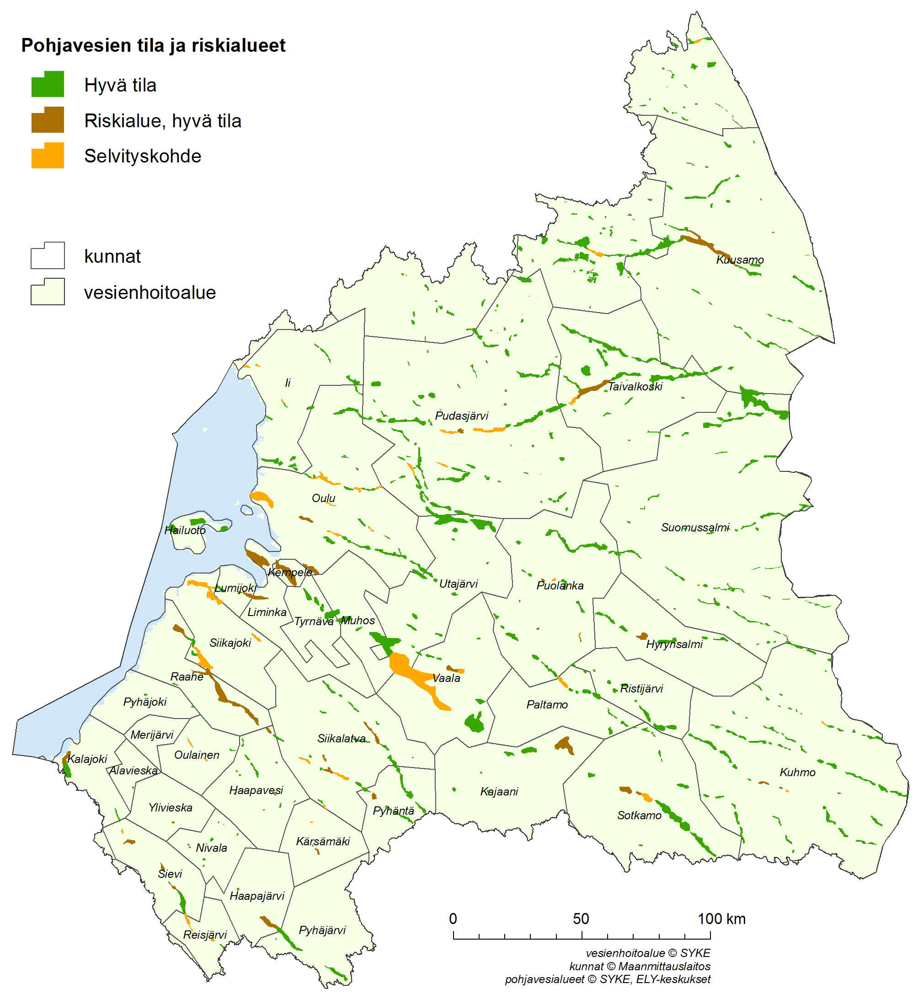 Pohjavesien tila ja riskialueet
Hyvä tila
Riskialue, hyvä tila
Selvityskohde
kunnat
vesienhoitoalue
Kuusamo
Ii
Taivalkoski
Pudasjärvi
Oulu
Hailuoto
Suomussalmi
Kempele
Lumijoki
Utajärvi
Puolanka
Liminka
Tyrnävä
Muhos
Siikajoki
Hyrynsalmi
Raahe
Vaala
Ristijärvi
Pyhäjoki
Paltamo
Merijärvi
Siikalatva
Oulainen
Kalajoki
Alavieska
Kuhmo
Haapavesi
Kajaani
Ylivieska
Pyhäntä
Sotkamo
Nivala
Kärsämäki
Sievi
Haapajärvi
Reisjärvi
Pyhäjärvi
0 50 100 km
vesienhoitoalue © SYKE
kunnat © Maanmittauslaitos
pohjavesialueet © SYKE, ELY-keskukset